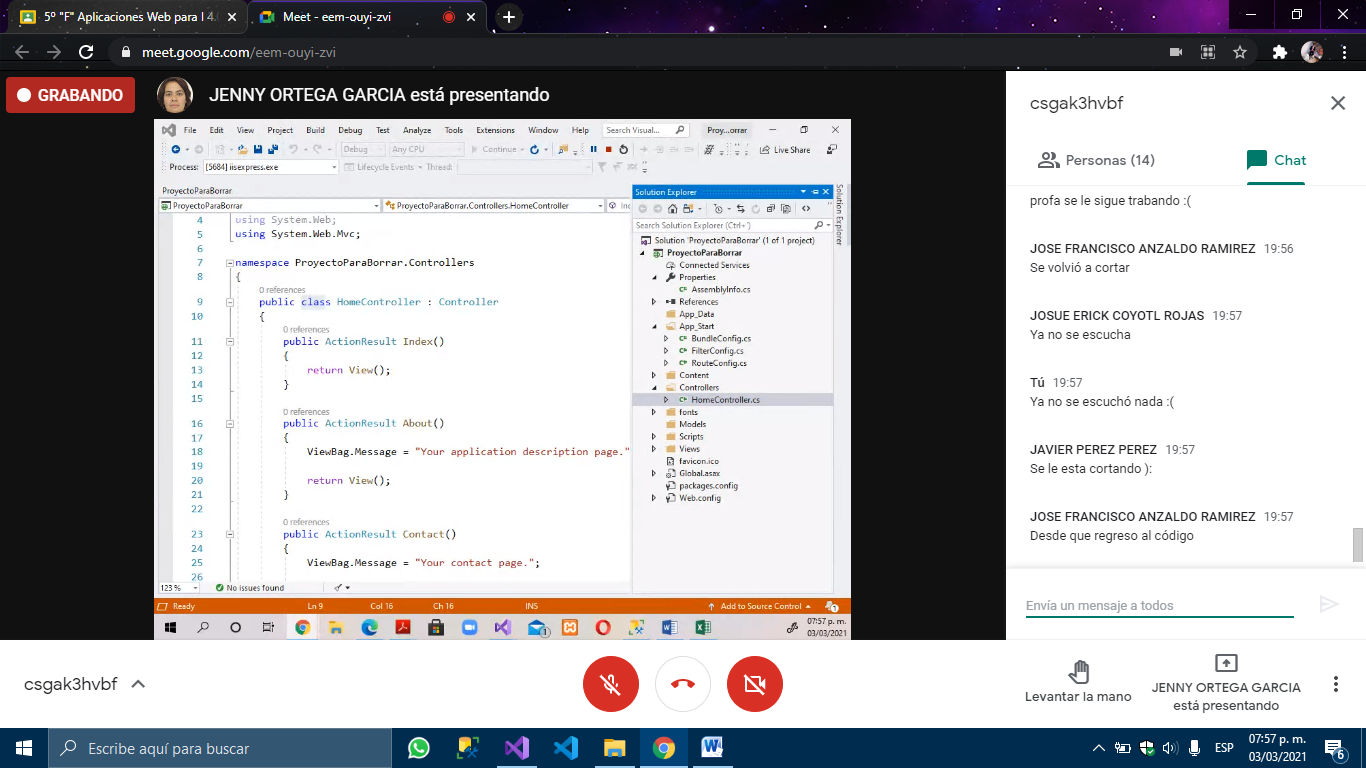 5º "F" Aplicaciones Web para I 4.
Meet - eem-ouyi-zvi
meet.google.com/eem-ouyi-zvi
GRABANDO
JENNY ORTEGA GARCIA está presentando
File Edit View Project Build Debug Test Analyze Tools Extensions Window Help Search Visual... Proy...orrar
Debug Any CPU Continue Live Share
Process: [5684] iisexpress.exe Lifecycle Events Thread:
ProyectoParaBorrar
ProyectoParaBorrar ProyectoParaBorrar.Controllers.HomeController
4 using System.Web;
5 using System.Web.Mvc;
6
7 namespace ProyectoParaBorrar.Controllers
8 {
0 references
9 public class HomeController : Controller
10 {
0 references
11 public ActionResult Index()
12 {
13 return View();
14 }
15
0 references
16 public ActionResult About()
17 {
18 ViewBag.Message = "Your application description page."
19
20 return View();
21 }
22
0 references
23 public ActionResult Contact()
24 {
25 ViewBag.Message = "Your contact page.";
26
123 % No issues found
Ready Ln 9 Col 16 Ch 16 INS Add to Source Control 1
Solution Explorer
Search Solution Explorer (Ctrl+')
Solution 'ProyectoParaBorrar' (1 of 1 project)
ProyectoParaBorrar
Connected Services
Properties
AssemblyInfo.cs
References
App_Data
App_Start
BundleConfig.cs
FilterConfig.cs
RouteConfig.cs
Content
Controllers
HomeController.cs
fonts
Models
Scripts
Views
favicon.ico
Global.asax
packages.config
Web.config
Solution Explorer
07:57 p. m.
03/03/2021
csgak3hvbf
Personas (14) Chat
profa se le sigue trabando :(
JOSE FRANCISCO ANZALDO RAMIREZ 19:56
Se volvió a cortar
JOSUE ERICK COYOTL ROJAS 19:57
Ya no se escucha
Tú 19:57
Ya no se escuchó nada :(
JAVIER PEREZ PEREZ 19:57
Se le esta cortando ):
JOSE FRANCISCO ANZALDO RAMIREZ 19:57
Desde que regreso al código
Envía un mensaje a todos
csgak3hvbf
Levantar la mano
JENNY ORTEGA GARCIA
está presentando
Escribe aquí para buscar
ESP
07:57 p. m.
03/03/2021
6